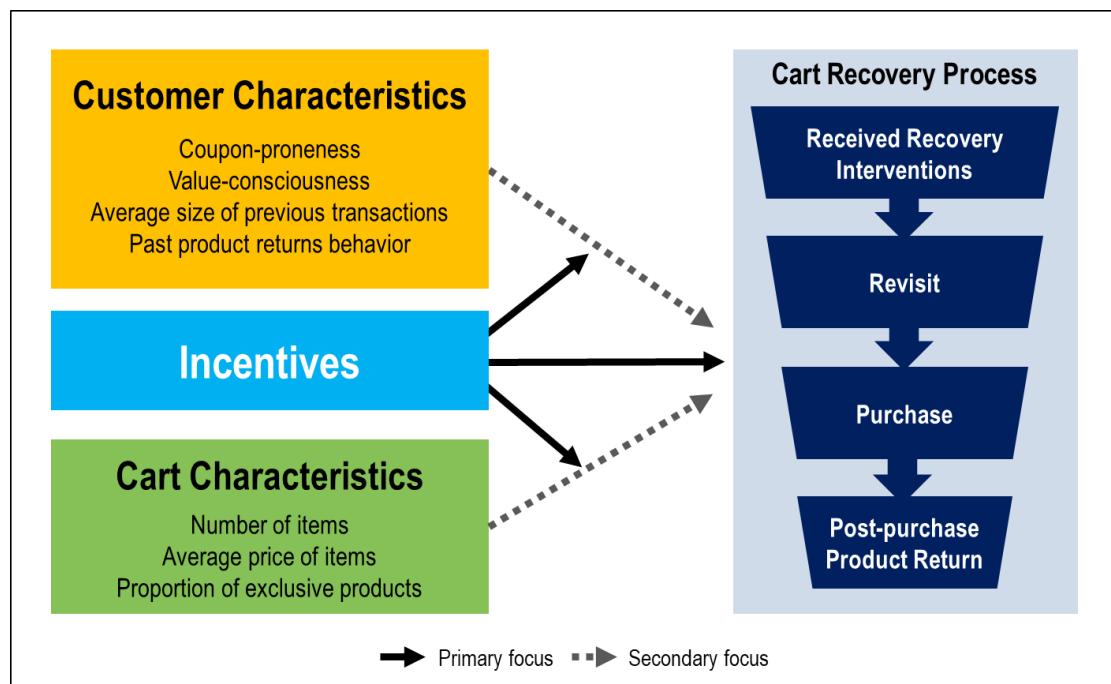 Customer Characteristics
Coupon-proneness
Value-consciousness
Average size of previous transactions
Past product returns behavior
Incentives
Cart Characteristics
Number of items
Average price of items
Proportion of exclusive products
Cart Recovery Process
Received Recovery
Interventions
Revisit
Purchase
Post-purchase
Product Return
Primary focus
Secondary focus